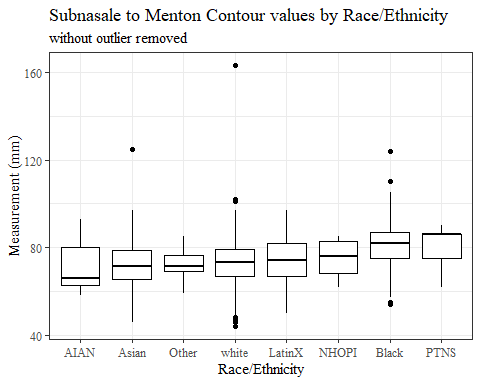 Subnasale to Menton Contour values by Race/Ethnicity
without outlier removed
Measurement (mm)
160
120
80
40
AIAN Asian Other white LatinX NHOPI Black PTNS
Race/Ethnicity